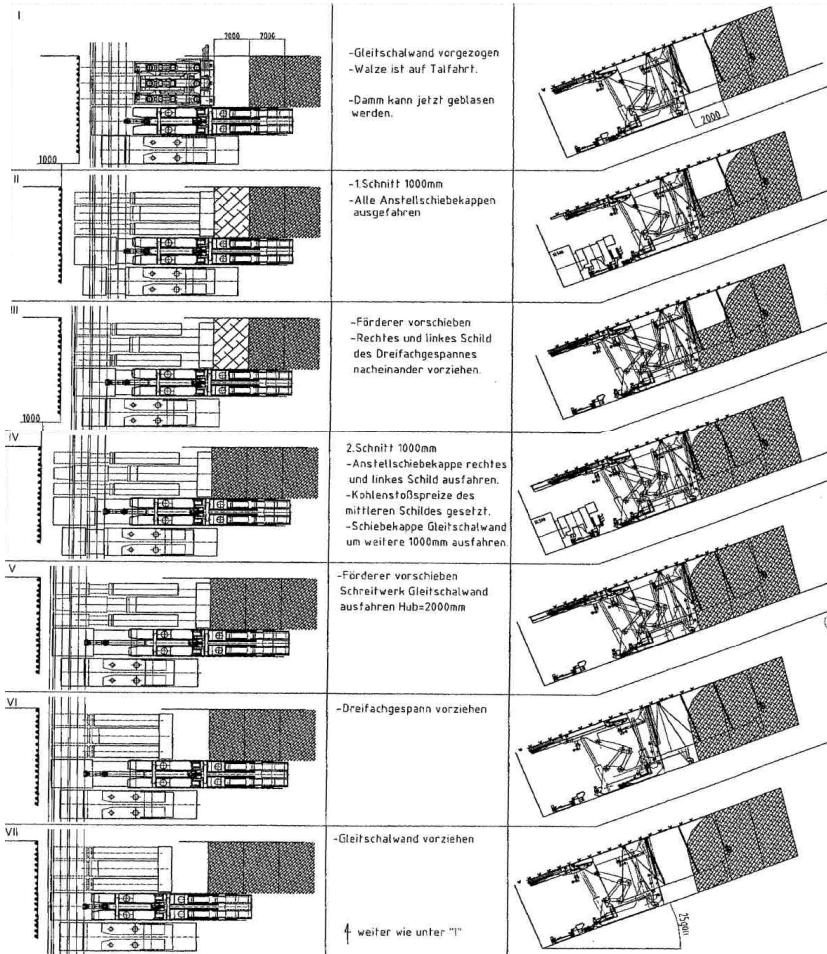 I
2000 2000
-Gleitschalwand vorgezogen
-Walze ist auf Talfahrt.
-Damm kann jetzt geblasen
werden.
2000
1000
II
-1.Schnitt 1000mm
-Alle Anstellschiebekappen
ausgefahren
III
-Förderer vorschieben
-Rechtes und linkes Schild
des Dreifachgespannes
nacheinander vorziehen.
1000
IV
2.Schnitt 1000mm
-Anstellschiebekappe rechtes
und linkes Schild ausfahren.
-Kohlenstoßspreize des
mittleren Schildes gesetzt.
-Schiebekappe Gleitschalwand
um weitere 1000mm ausfahren.
V
-Förderer vorschieben
Schreitwerk Gleitschalwand
ausfahren Hub=2000mm
VI
-Dreifachgespann vorziehen
VII
-Gleitschalwand vorziehen
weiter wie unter "I"